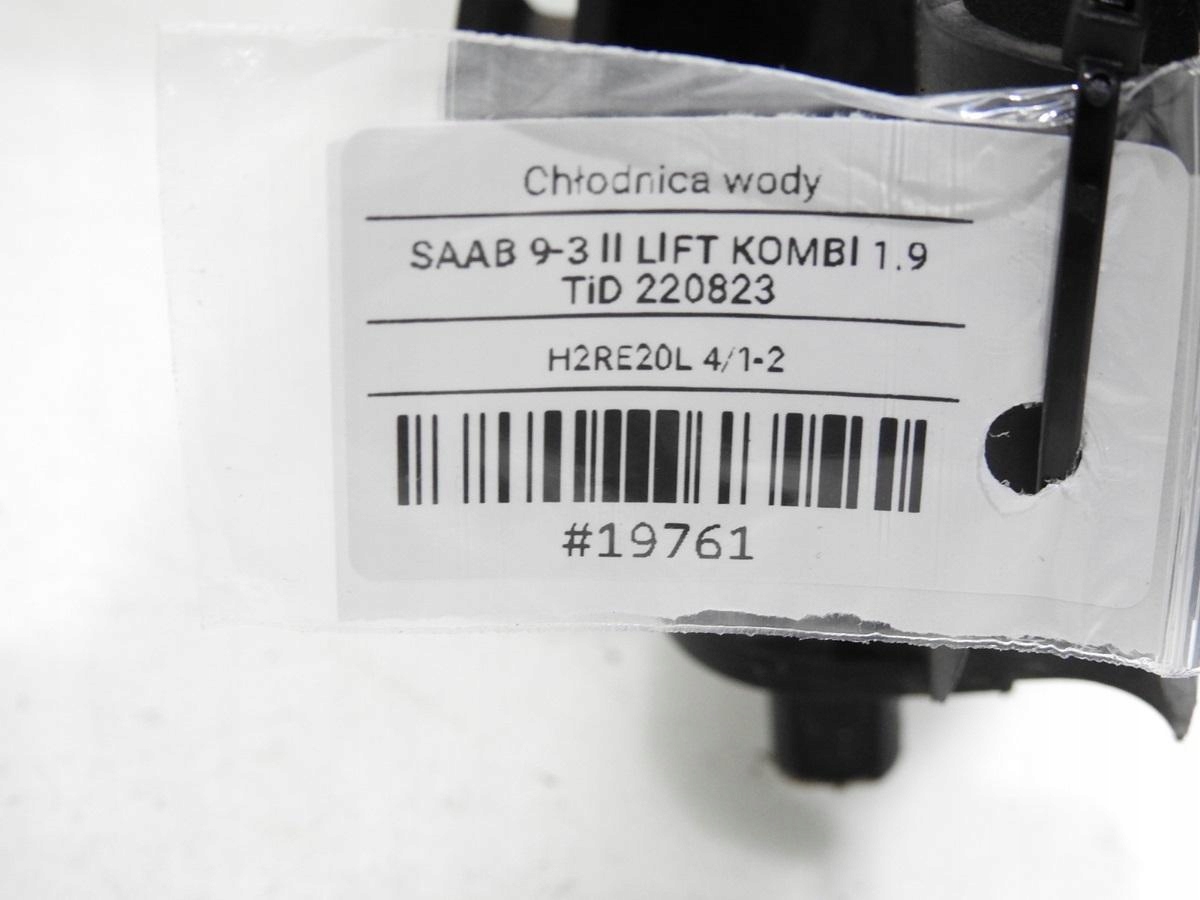 Chłodnica wody
SAAB 9-3 II LIFT KOMBI 1.9
TiD 220823
H2RE20L 4/1-2
#19761